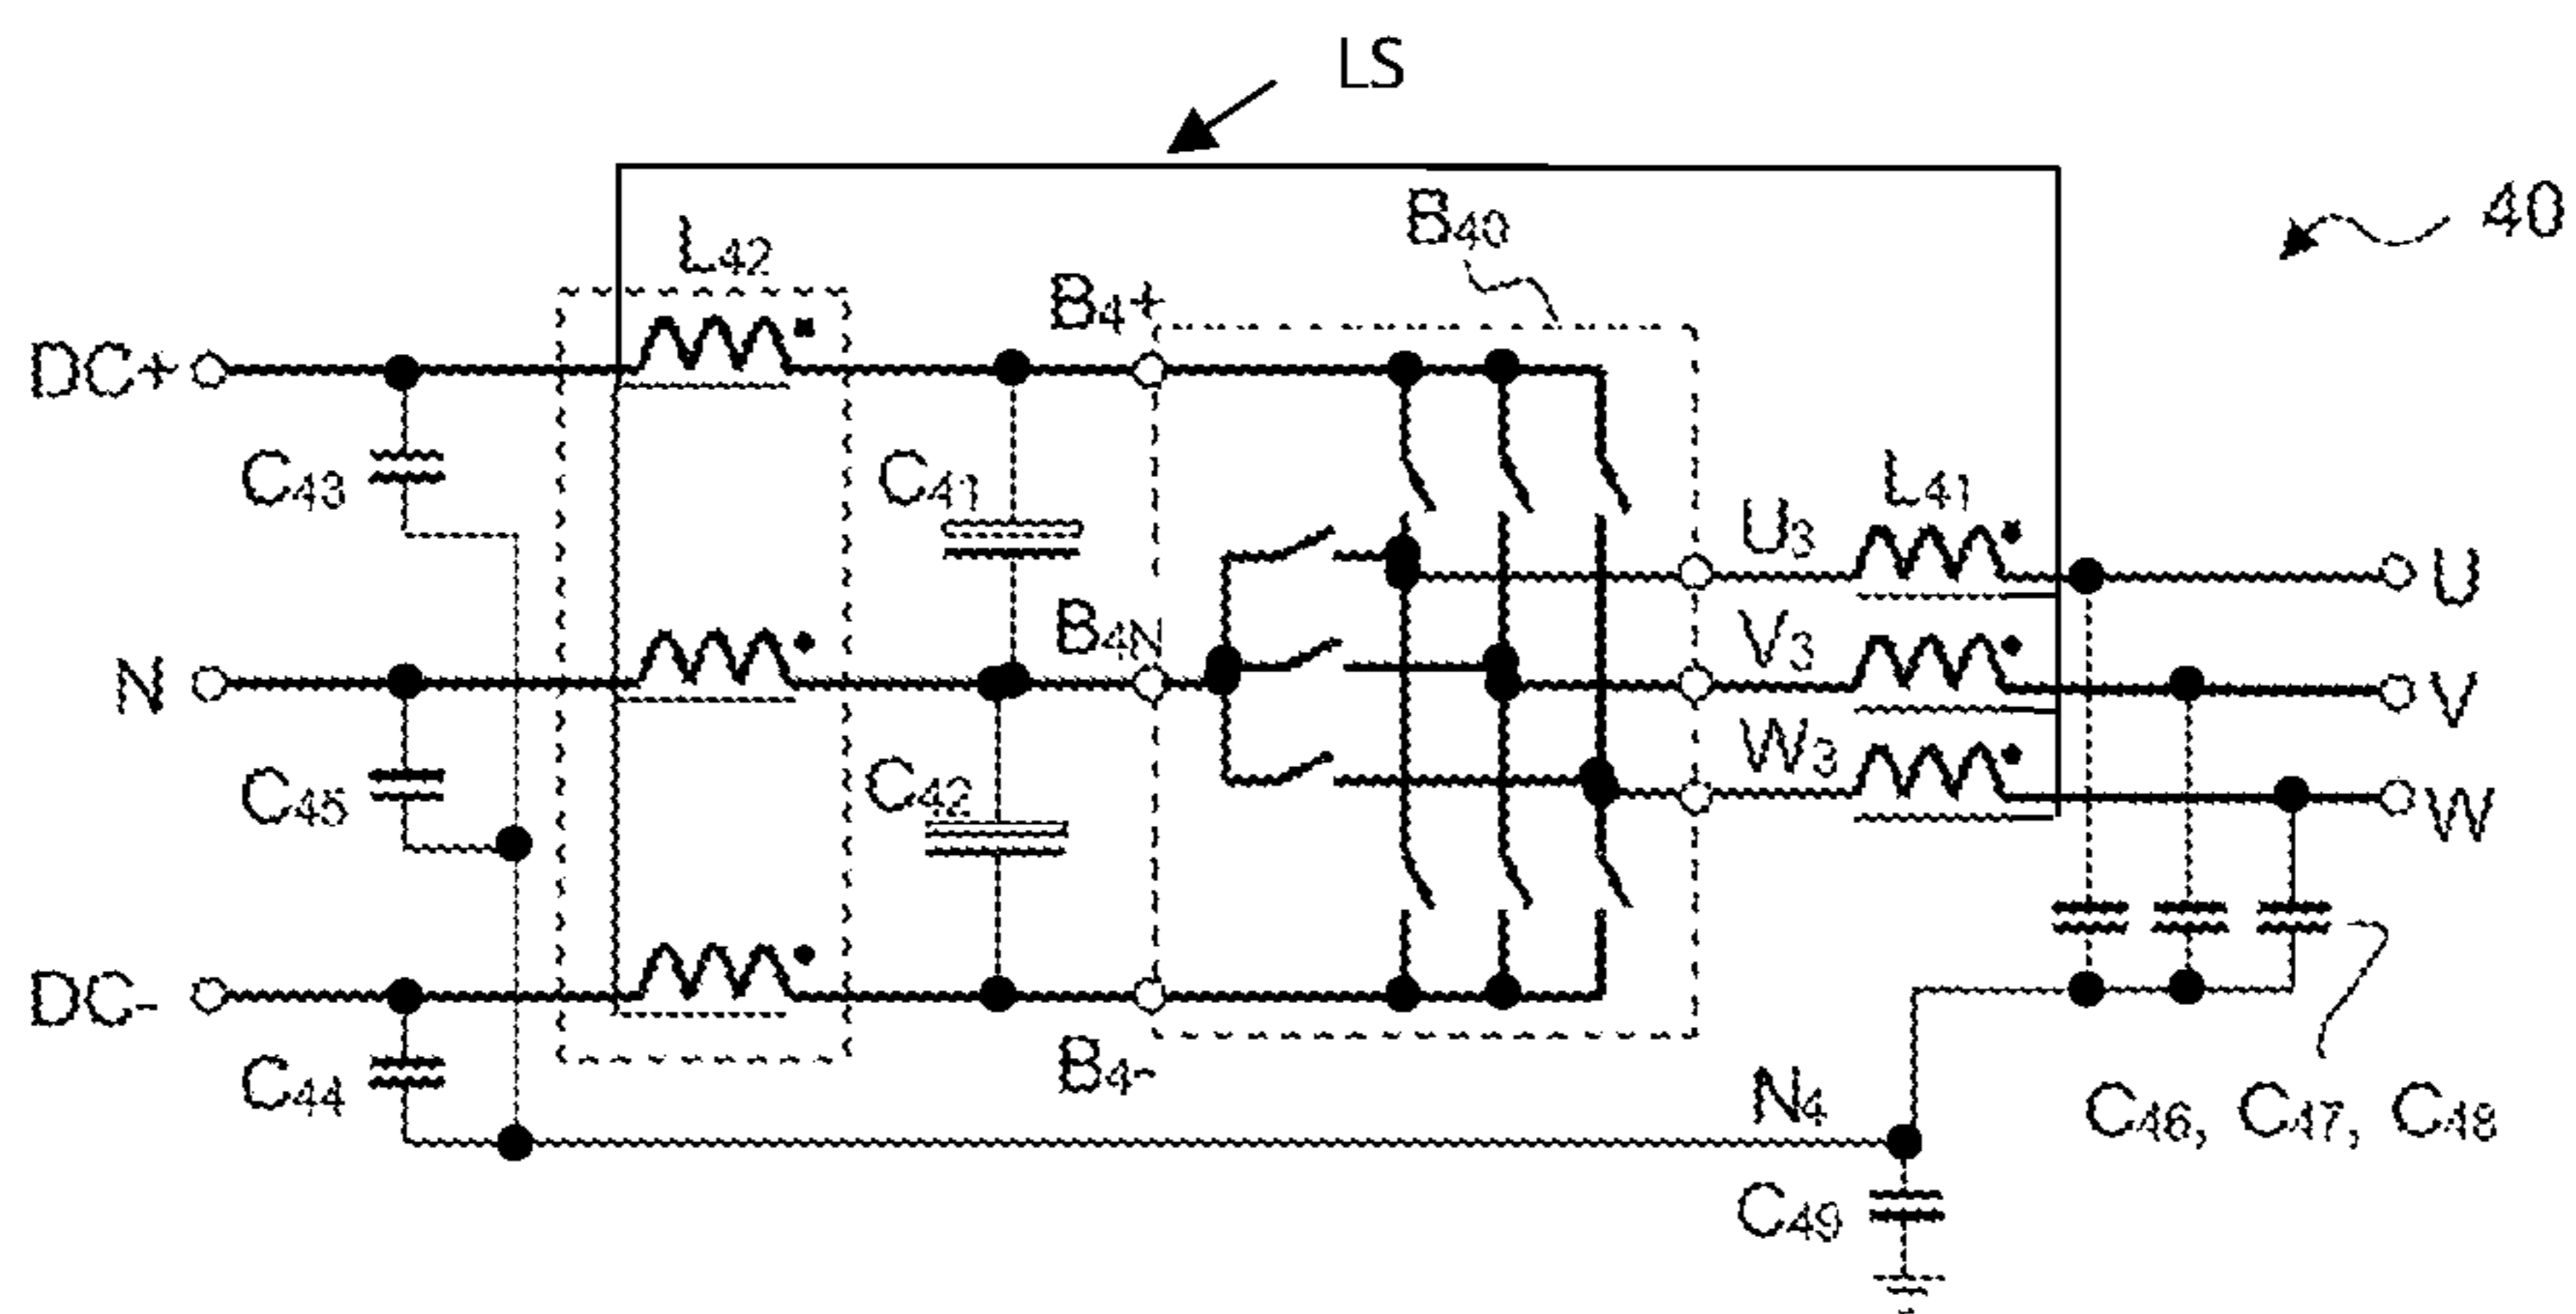 LS
40
L42
B40
B4+
DC+
C43
C41
L41
U3
U
B4N
V3
N
V
C45
C42
W3
W
DC-
B4-
C44
N4
C46, C47, C48
C49